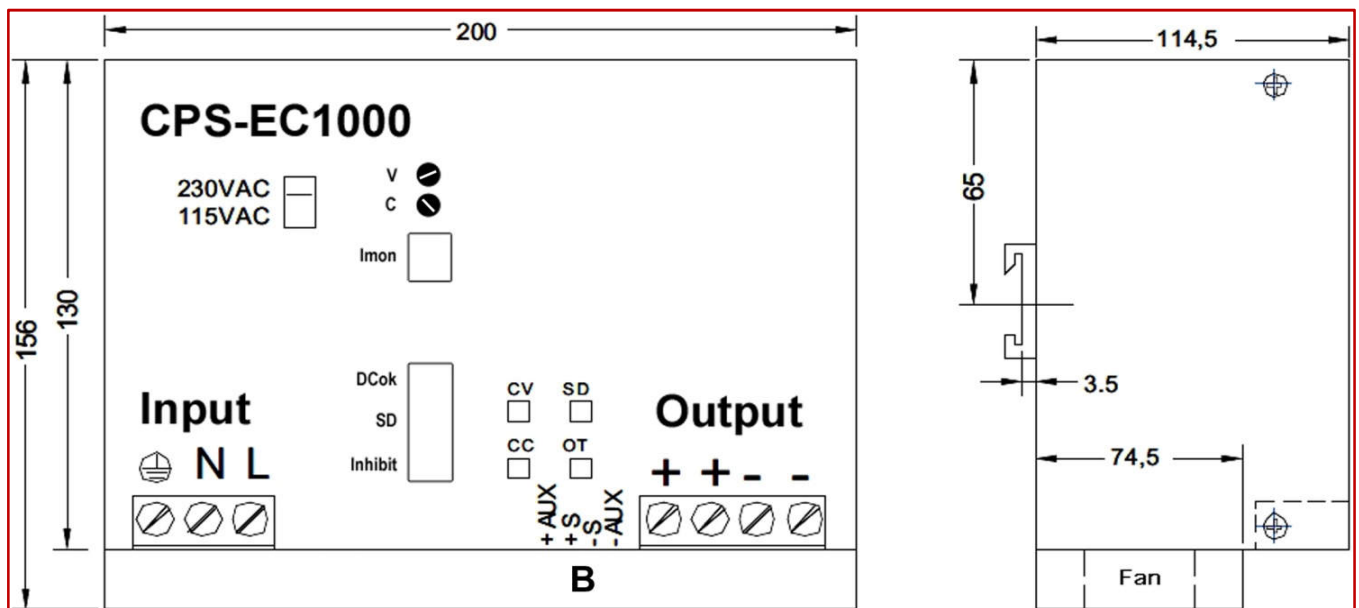 200
114,5
CPS-EC1000
230VAC
115VAC
V
C
Imon
65
156
130
DCok
SD
Inhibit
CV SD
CC OT
3.5
Input
Output
N L
+ + - -
74,5
+AUX
+S
-S
-AUX
B
Fan